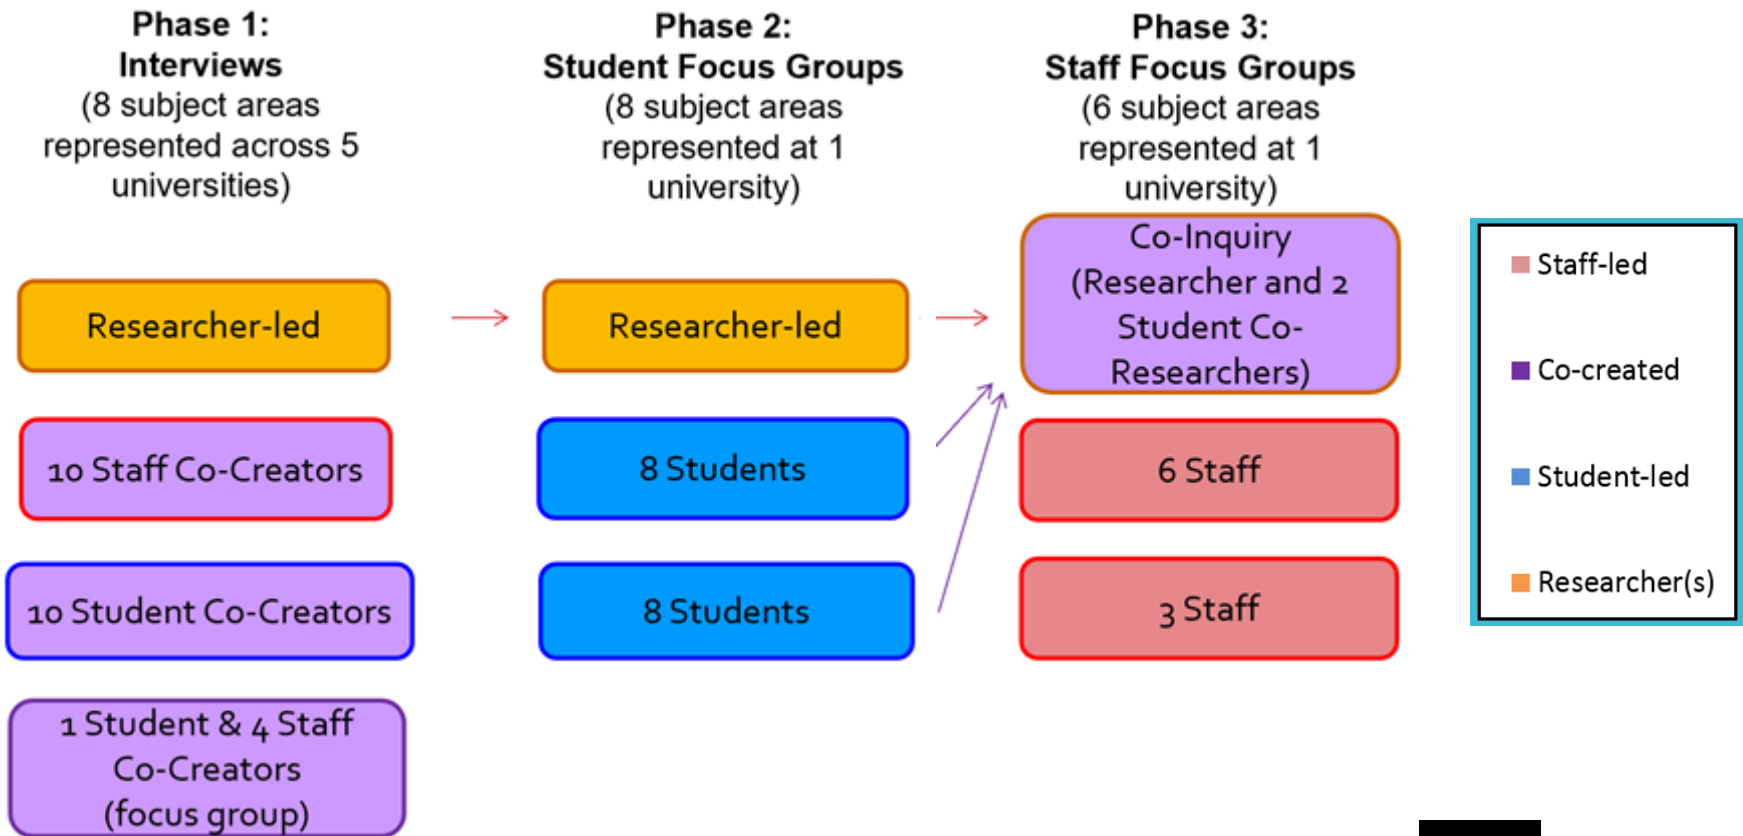 Phase 1:
Interviews
(8 subject areas
represented across 5
universities)
Researcher-led
10 Staff Co-Creators
10 Student Co-Creators
1 Student & 4 Staff
Co-Creators
(focus group)
Phase 2:
Student Focus Groups
(8 subject areas
represented at 1
university)
Researcher-led
8 Students
8 Students
Phase 3:
Staff Focus Groups
(6 subject areas
represented at 1
university)
Co-Inquiry
(Researcher and 2
Student Co-
Researchers)
6 Staff
3 Staff
Staff-led
Co-created
Student-led
Researcher(s)